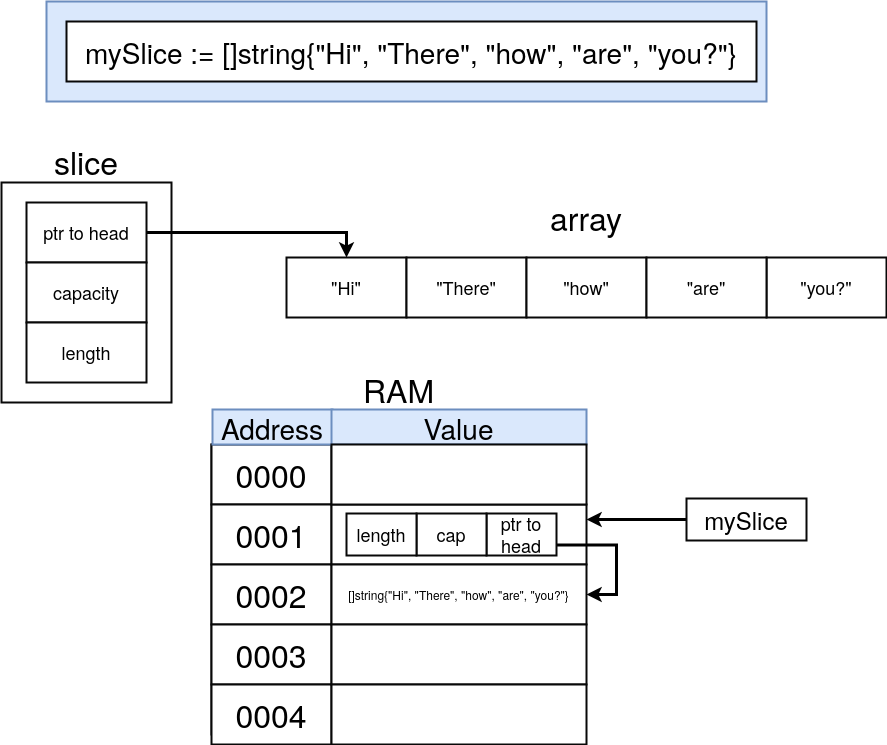 mySlice := []string{"Hi", "There", "how", "are", "you?"}
slice
ptr to head
capacity
length
array
"Hi"
"There"
"how"
"are"
"you?"
RAM
Address
Value
0000
0001
length
cap
ptr to
head
mySlice
0002
[]string{"Hi", "There", "how", "are", "you?"}
0003
0004